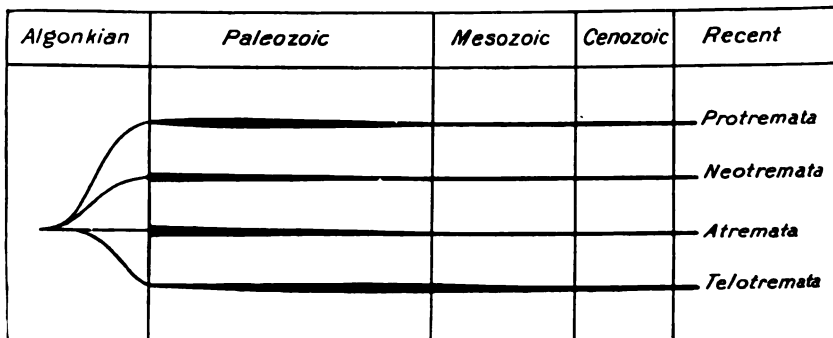 Algonkian Paleozoic Mesozoic Cenozoic Recent
Protremata
Neotremata
Atremata
Telotremata